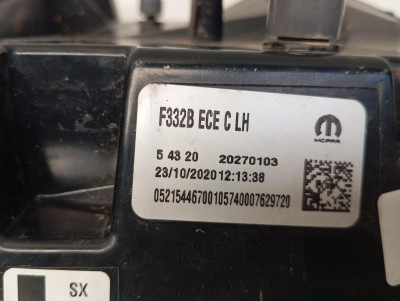 F332B ECE C LH
MOPAR
5 43 20 20270103
23/10/2020 12:13:38
05215446700105740007629720
SX